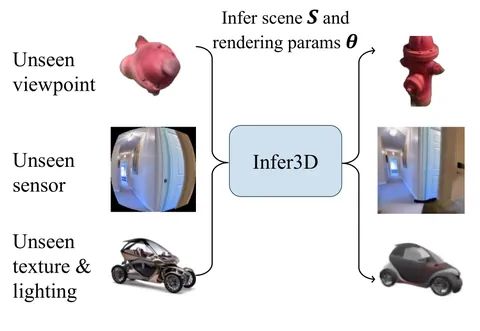 Infer scene S and
rendering params θ
Unseen
viewpoint
Unseen
sensor
Infer3D
Unseen
texture &
lighting